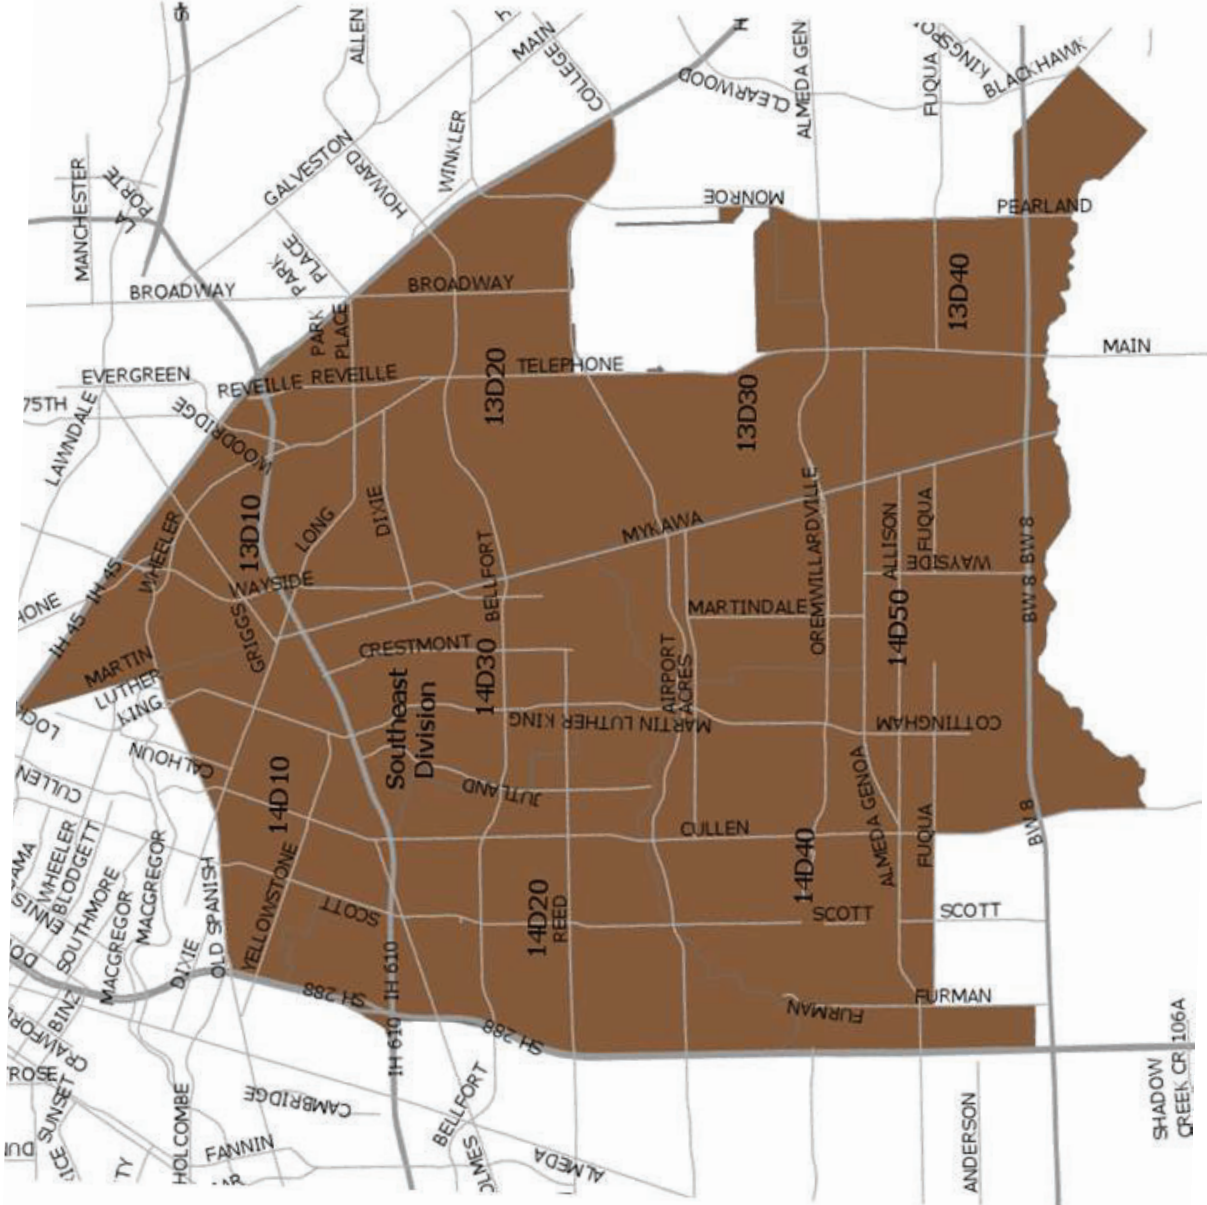 ALLEN
MAIN
COLLEGE
CLEARWOOD
ALMEDA GEN
FUQUA
BLACKHAWK
WINKLER
GALVESTON
HOWARD
MANCHESTER
LA
PORTE
MONROE
PEARLAND
PARK
PLACE
BROADWAY
BROADWAY
13D40
PARK
PLACE
MAIN
TELEPHONE
EVERGREEN
REVEILLE
REVEILLE
13D20
13D30
75TH
WOODRIDGE
LAWNDALE
13D10
LONG
DIXIE
MYKAWA
OREMWILLARDVILLE
ALLISON
FUQUA
WAYSIDE
BW 8
BW 8
WHEELER
WAYSIDE
BELLFORT
IH 45
IH 45
MARTINDALE
14D50
GRIGGS
CRESTMONT
14D30
AIRPORT
ACRES
MARTIN
LUTHER
KING
Southeast
Division
MARTIN LUTHER KING
COTTINGHAM
CALHOUN
CULLEN
14D10
JUTLAND
CULLEN
ALMEDA GENOA
FUQUA
BW 8
14D40
WHEELER
BLODGETT
ENNIS
SOUTHMORE
MACGREGOR
MACGREGOR
OLD SPANISH
YELLOWSTONE
SCOTT
14D20
REED
SCOTT
SCOTT
DIXIE
IH 610
SH 288
FURMAN
FURMAN
BINZ
IH 610
SH 288
SUNSET
HOLCOMBE
CAMBRIDGE
BELLFORT
FANNIN
ALMEDA
ANDERSON
SHADOW
CREEK CR
106A